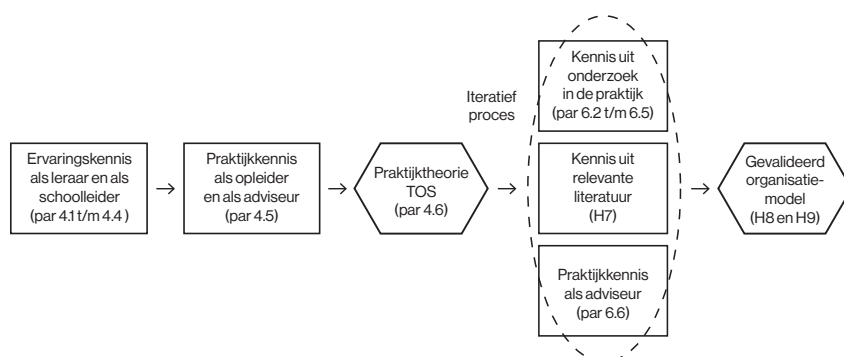 Ervaringskennis
als leraar en als
schoolleider
(par 4.1 t/m 4.4 )
Praktijkkennis
als opleider
en als adviseur
(par 4.5)
Praktijktheorie
TOS
(par 4.6)
Iteratief
proces
Kennis uit
onderzoek
in de praktijk
(par 6.2 t/m 6.5)
Kennis uit
relevante
literatuur
(H7)
Praktijkkennis
als adviseur
(par 6.6)
Gevalideerd
organisatie-
model
(H8 en H9)